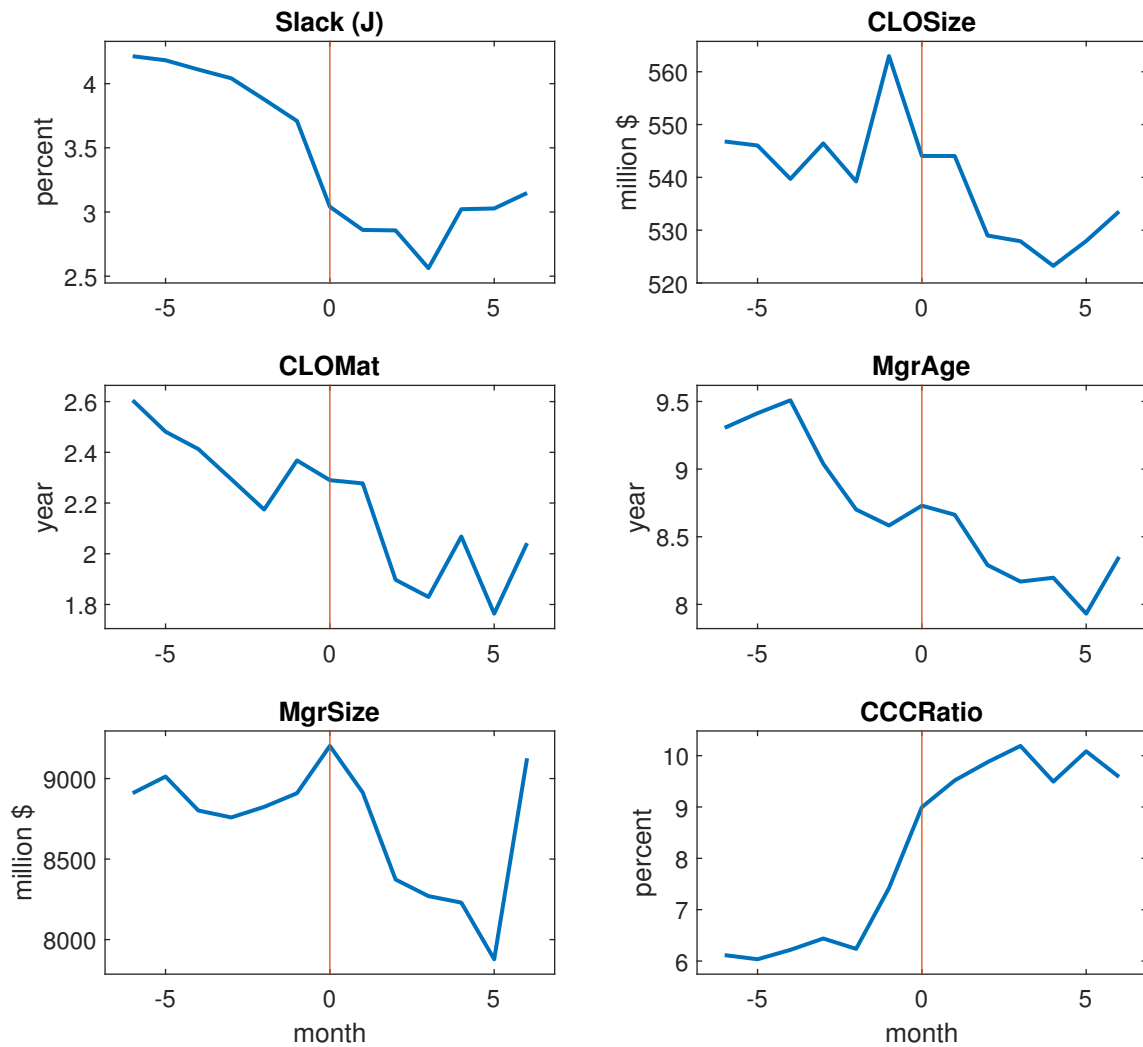 Slack (J)
percent
4
3.5
3
2.5
-5 0 5
CLOSize
million $
560
550
540
530
520
-5 0 5
CLOMat
year
2.6
2.4
2.2
2
1.8
-5 0 5
MgrAge
year
9.5
9
8.5
8
-5 0 5
MgrSize
million $
9000
8500
8000
-5 0 5
month
CCCRatio
percent
10
9
8
7
6
-5 0 5
month